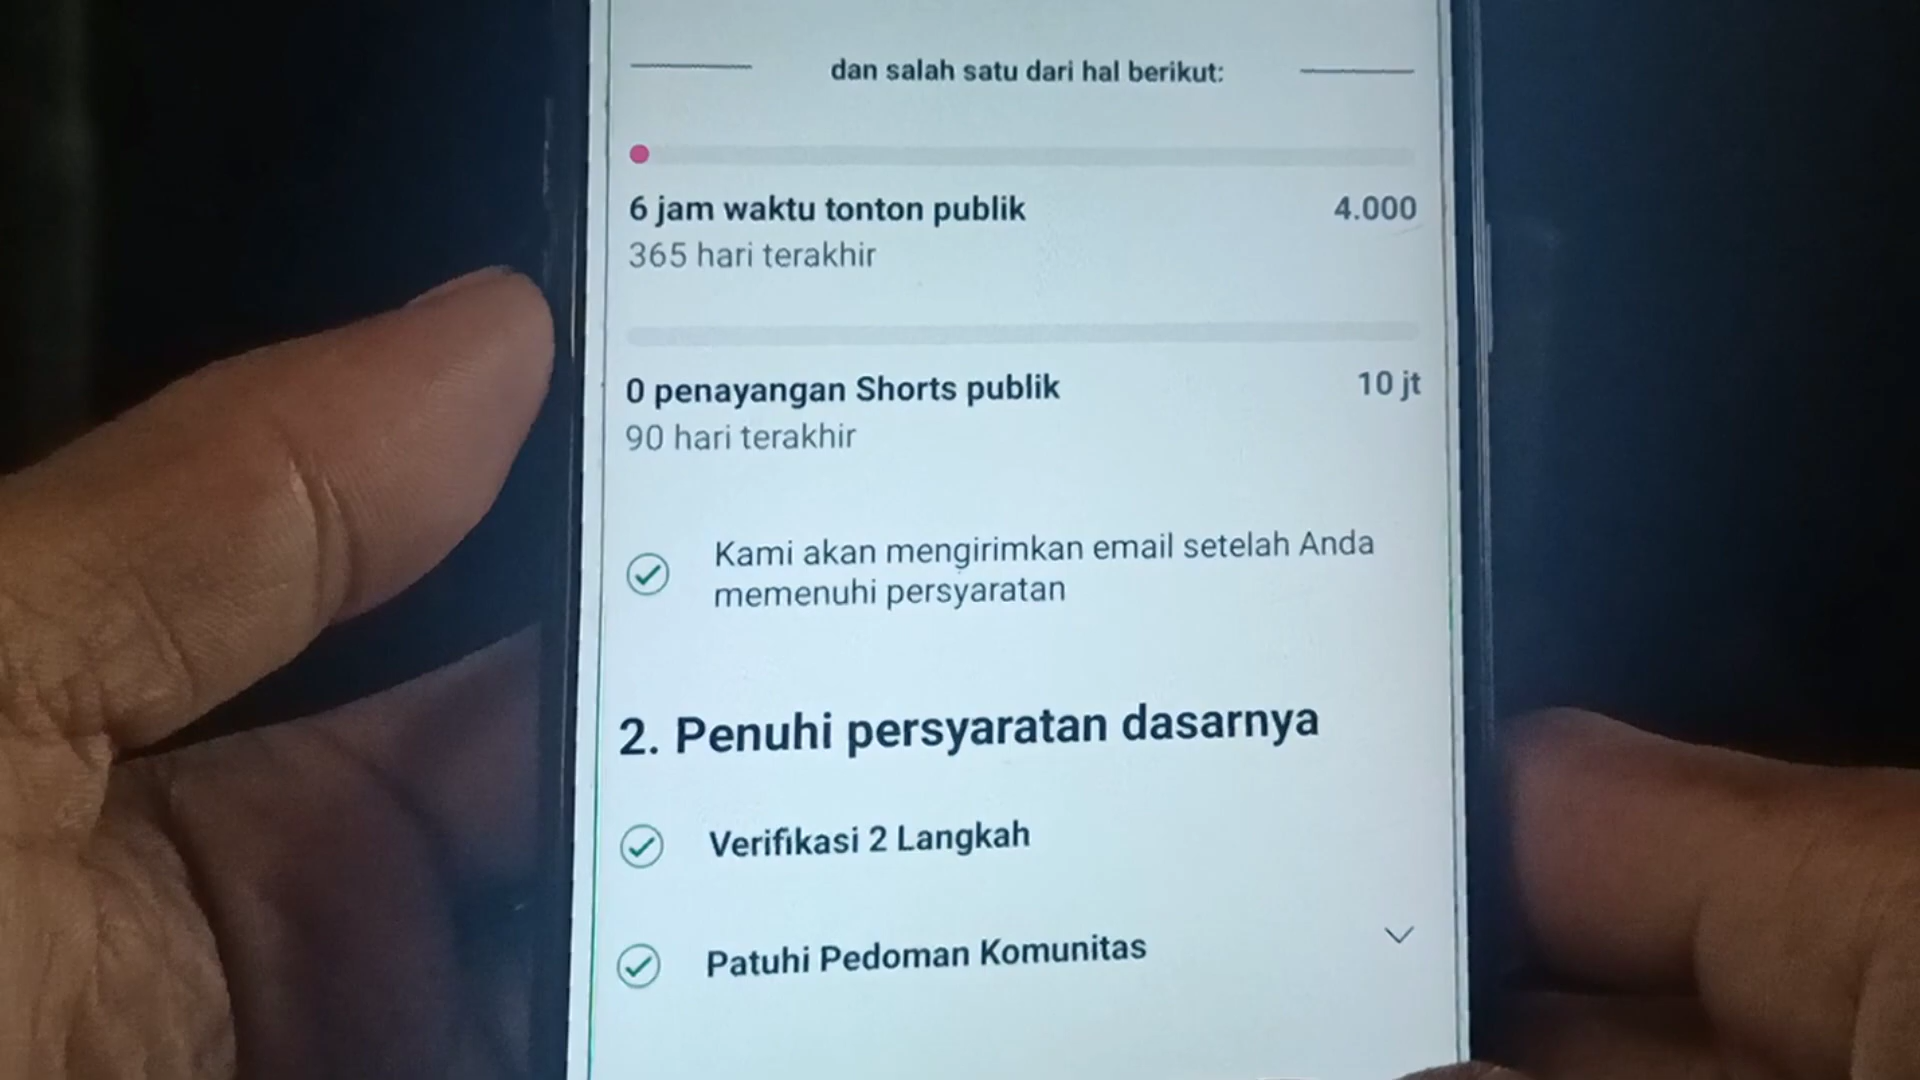 dan salah satu dari hal berikut:
6 jam waktu tonton publik 4.000
365 hari terakhir
0 penayangan Shorts publik 10 jt
90 hari terakhir
Kami akan mengirimkan email setelah Anda
memenuhi persyaratan
2. Penuhi persyaratan dasarnya
Verifikasi 2 Langkah
Patuhi Pedoman Komunitas